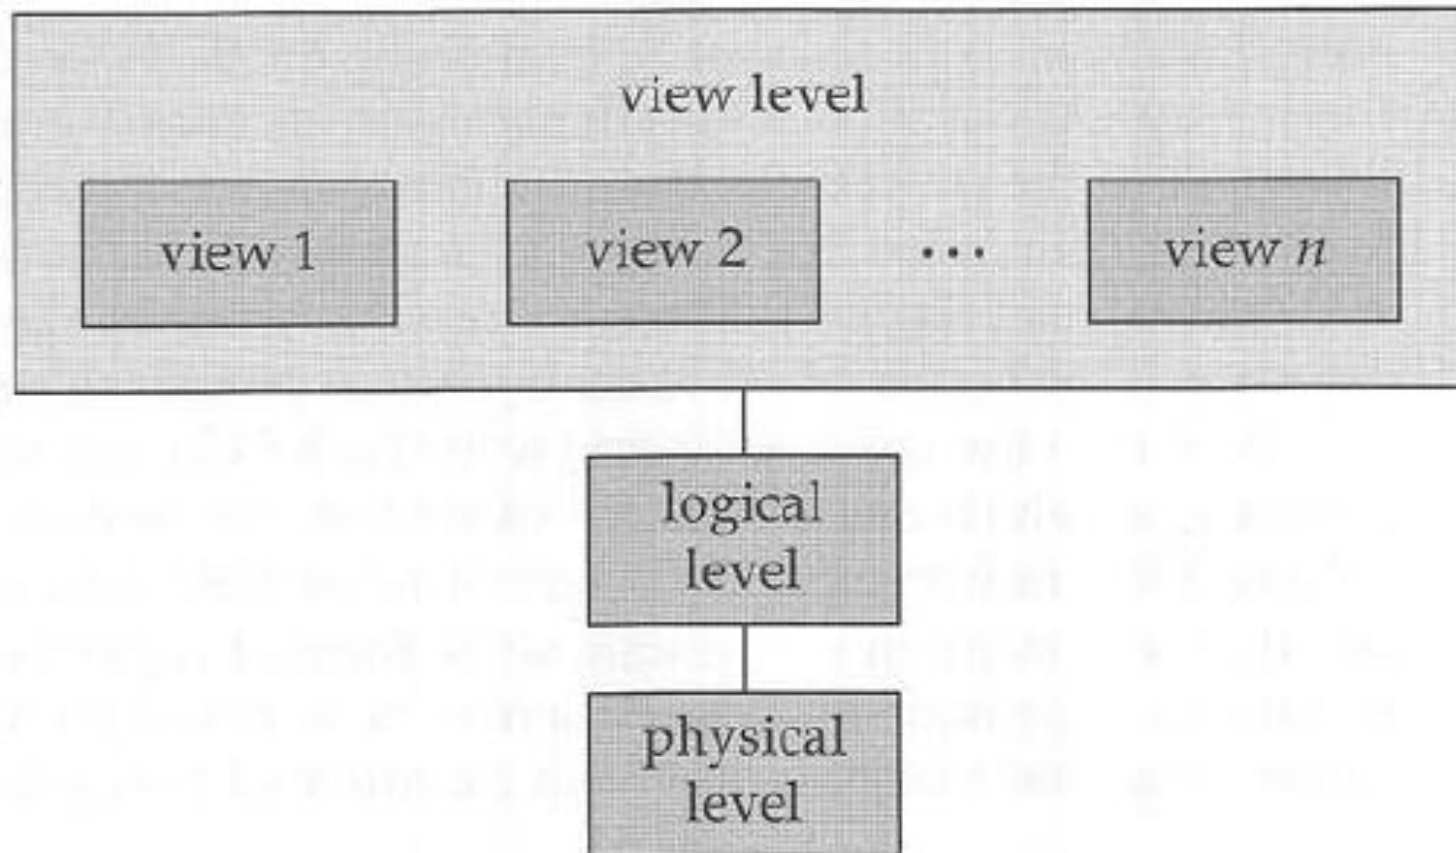 view level
view 1
view 2
...
view n
logical
level
physical
level